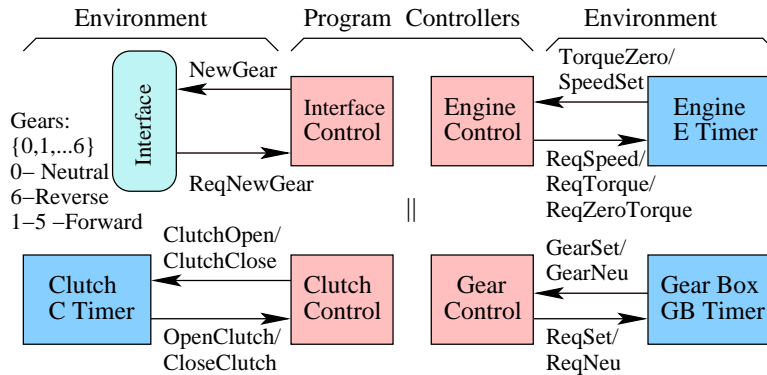 Environment
Program Controllers
Environment
NewGear
Interface
ReqNewGear
Interface
Control
Engine
Control
TorqueZero/
SpeedSet
Engine
E Timer
ReqSpeed/
ReqTorque/
ReqZeroTorque
Gears:
{0,1,...6}
0– Neutral
6–Reverse
1–5 –Forward
||
ClutchOpen/
ClutchClose
Clutch
C Timer
OpenClutch/
CloseClutch
Clutch
Control
Gear
Control
GearSet/
GearNeu
Gear Box
GB Timer
ReqSet/
ReqNeu